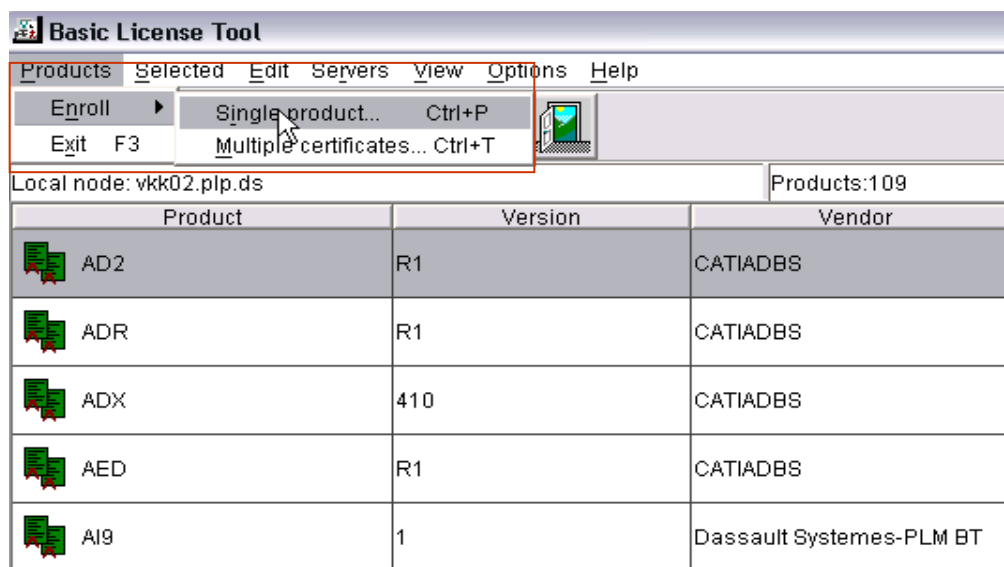 Basic License Tool
Products Selected Edit Servers View Options Help
Enroll
Single product... Ctrl+P
Exit F3
Multiple certificates... Ctrl+T
Local node: vkk02.plp.ds Products:109
Product Version Vendor
AD2 R1 CATIADBS
ADR R1 CATIADBS
ADX 410 CATIADBS
AED R1 CATIADBS
AI9 1 Dassault Systemes-PLM BT